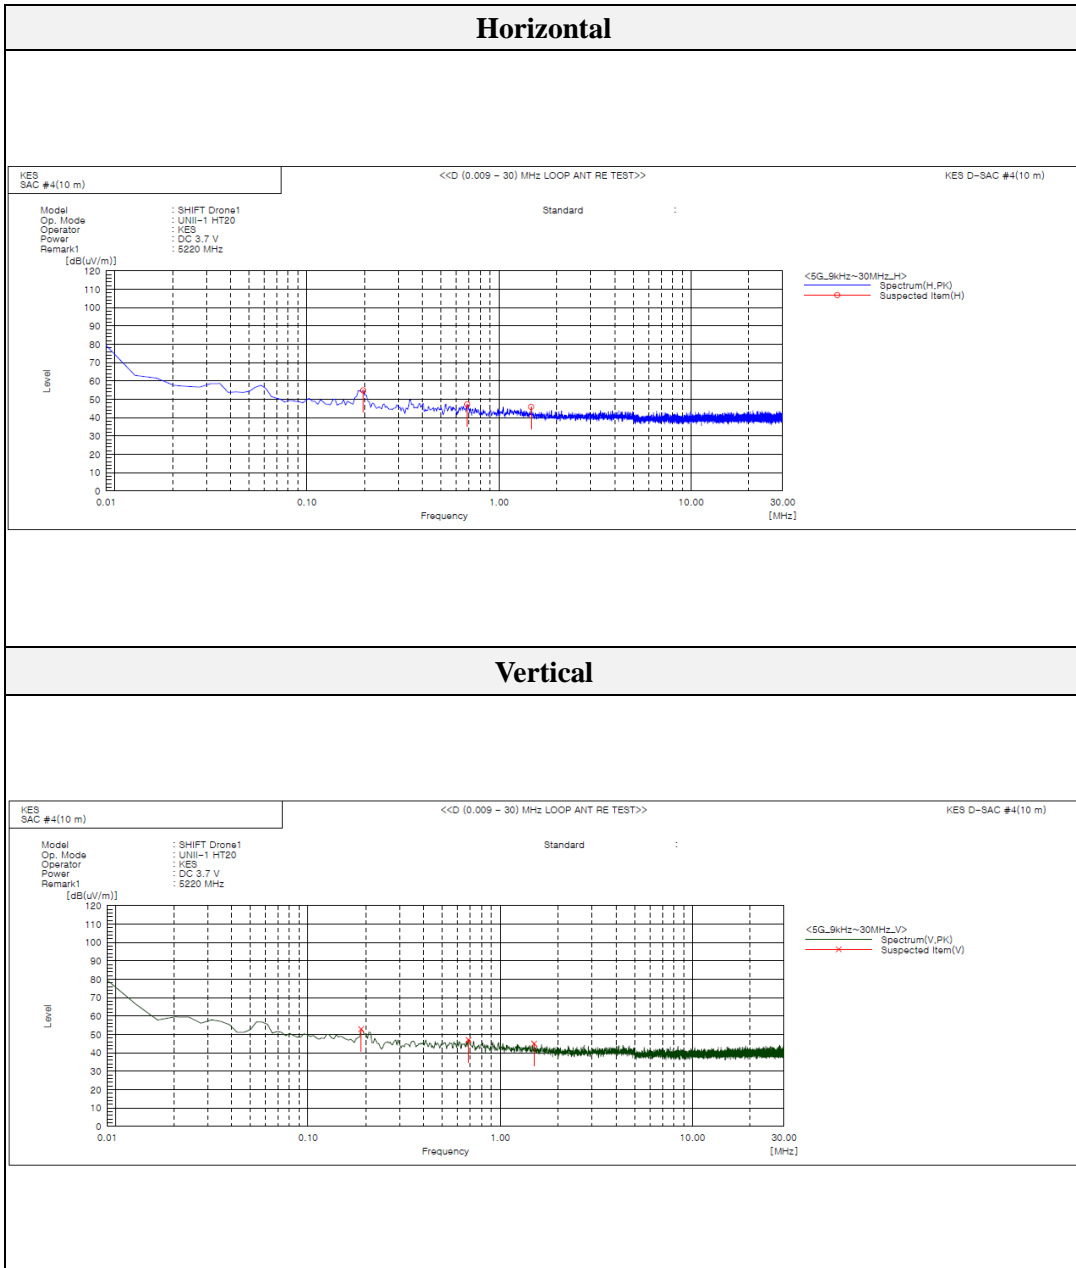 Horizontal
KES
SAC #4(10 m)
<<D (0.009 - 30) MHz LOOP ANT RE TEST>>
KES D-SAC #4(10 m)
Model : SHIFT Drone1
Standard :
Op. Mode : UNII-1 HT20
Operator : KES
Power : DC 3.7 V
Remark1 : 5220 MHz
[dB(uV/m)]
120
110
100
90
80
70
60
50
40
30
20
10
0
Level
<5G_9kHz~30MHz_H>
Spectrum(H,PK)
Suspected Item(H)
0.01 0.10 1.00 10.00 30.00
Frequency [MHz]
Vertical
KES
SAC #4(10 m)
<<D (0.009 - 30) MHz LOOP ANT RE TEST>>
KES D-SAC #4(10 m)
Model : SHIFT Drone1
Standard :
Op. Mode : UNII-1 HT20
Operator : KES
Power : DC 3.7 V
Remark1 : 5220 MHz
[dB(uV/m)]
120
110
100
90
80
70
60
50
40
30
20
10
0
Level
<5G_9kHz~30MHz_V>
Spectrum(V,PK)
Suspected Item(V)
0.01 0.10 1.00 10.00 30.00
Frequency [MHz]